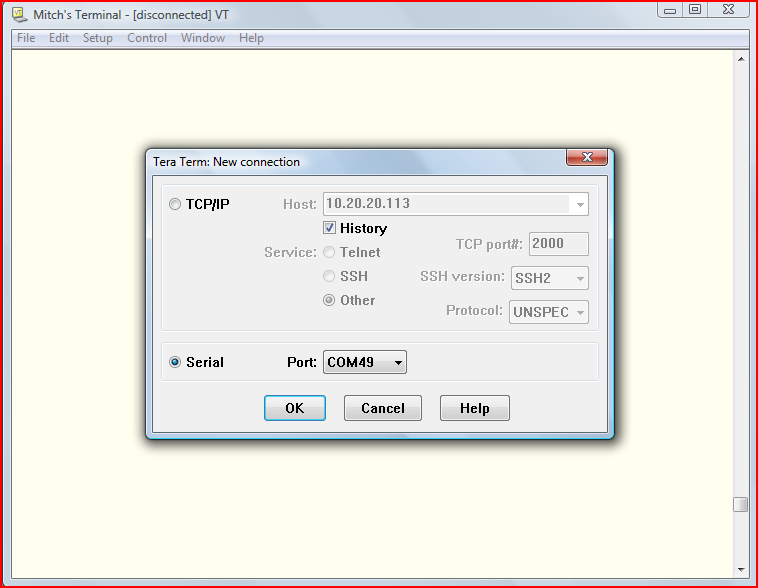 Mitch's Terminal - [disconnected] VT
File Edit Setup Control Window Help
Tera Term: New connection
TCP/IP Host: 10.20.20.113
History
Service: Telnet TCP port#: 2000
SSH SSH version: SSH2
Other Protocol: UNSPEC
Serial Port: COM49
OK Cancel Help